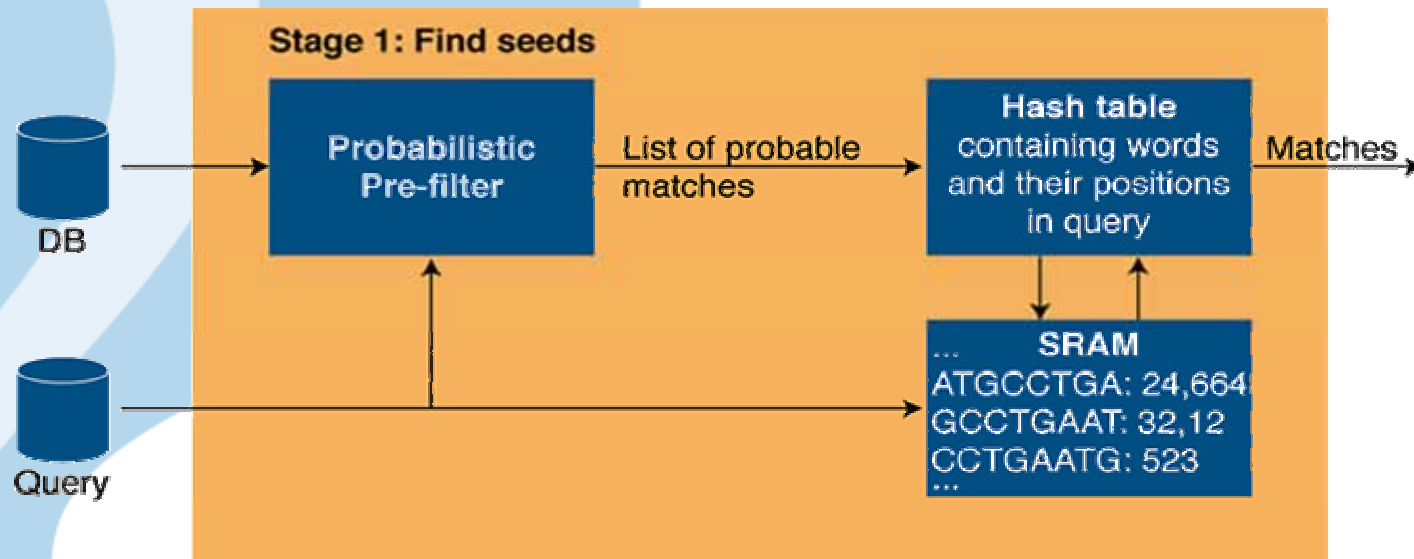 Stage 1: Find seeds
Probabilistic
Pre-filter
List of probable
matches
Hash table
containing words
and their positions
in query
Matches
DB
... SRAM
ATGCCTGA: 24,664
GCCTGAAT: 32,12
CCTGAATG: 523
...
Query